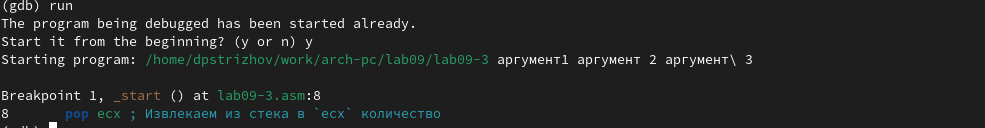 (gdb) run
The program being debugged has been started already.
Start it from the beginning? (y or n) y
Starting program: /home/dpstrizhov/work/arch-pc/lab09/lab09-3 аргумент1 аргумент 2 аргумент\ 3
Breakpoint 1, _start () at lab09-3.asm:8
8 pop ecx ; Извлекаем из стека в `ecx` количество
(gdb)